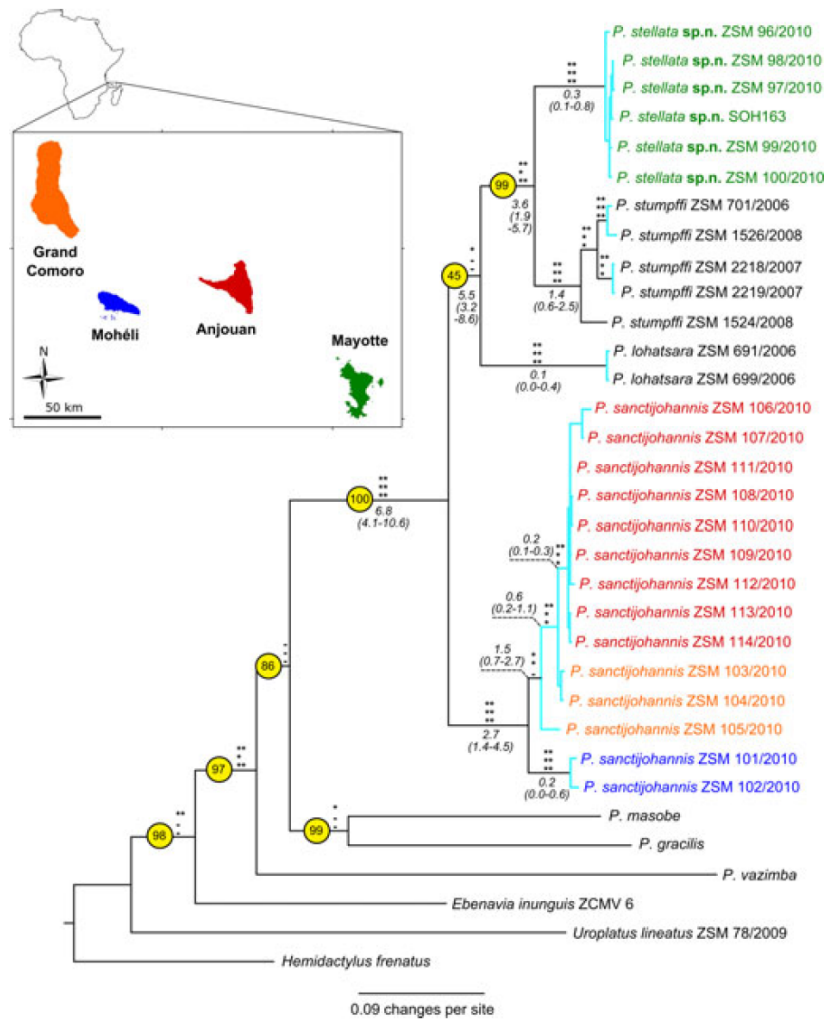 P. stellata sp.n. ZSM 96/2010
P. stellata sp.n. ZSM 98/2010
P. stellata sp.n. ZSM 97/2010
P. stellata sp.n. SOH163
P. stellata sp.n. ZSM 99/2010
P. stellata sp.n. ZSM 100/2010
P. stumpffi ZSM 701/2006
P. stumpffi ZSM 1526/2008
P. stumpffi ZSM 2218/2007
P. stumpffi ZSM 2219/2007
P. stumpffi ZSM 1524/2008
P. lohatsara ZSM 691/2006
P. lohatsara ZSM 699/2006
P. sanctijohannis ZSM 106/2010
P. sanctijohannis ZSM 107/2010
P. sanctijohannis ZSM 111/2010
P. sanctijohannis ZSM 108/2010
P. sanctijohannis ZSM 110/2010
P. sanctijohannis ZSM 109/2010
P. sanctijohannis ZSM 112/2010
P. sanctijohannis ZSM 113/2010
P. sanctijohannis ZSM 114/2010
P. sanctijohannis ZSM 103/2010
P. sanctijohannis ZSM 104/2010
P. sanctijohannis ZSM 105/2010
P. sanctijohannis ZSM 101/2010
P. sanctijohannis ZSM 102/2010
P. masobe
P. gracilis
P. vazimba
Ebenavia inunguis ZCMV 6
Uroplatus lineatus ZSM 78/2009
Hemidactylus frenatus
Grand
Comoro
Mohéli
Anjouan
Mayotte
N
50 km
0.3
(0.1-0.8)
99
3.6
(1.9
-5.7)
45
5.5
(3.2
-8.6)
1.4
(0.6-2.5)
0.1
(0.0-0.4)
100
6.8
(4.1-10.6)
0.2
(0.1-0.3)
0.6
(0.2-1.1)
1.5
(0.7-2.7)
2.7
(1.4-4.5)
0.2
(0.0-0.6)
86
97
99
98
0.09 changes per site